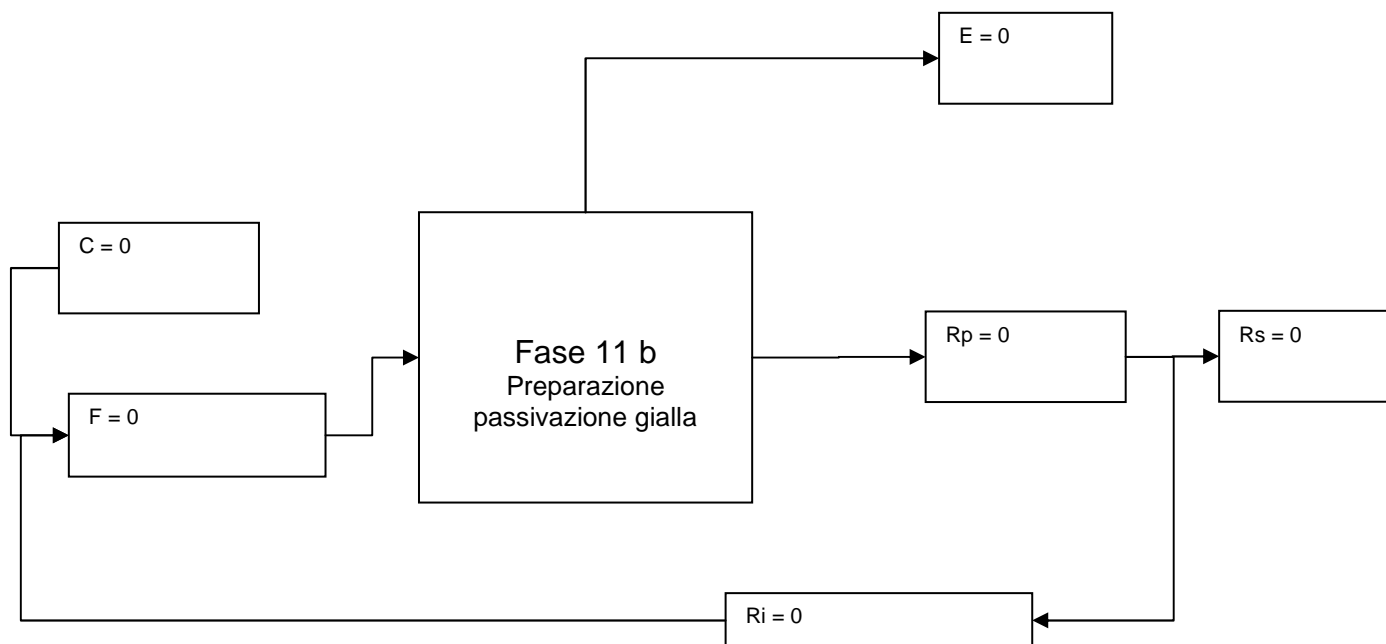 E = 0
C = 0
Fase 11 b
Preparazione
passivazione gialla
Rp = 0
Rs = 0
F = 0
Ri = 0